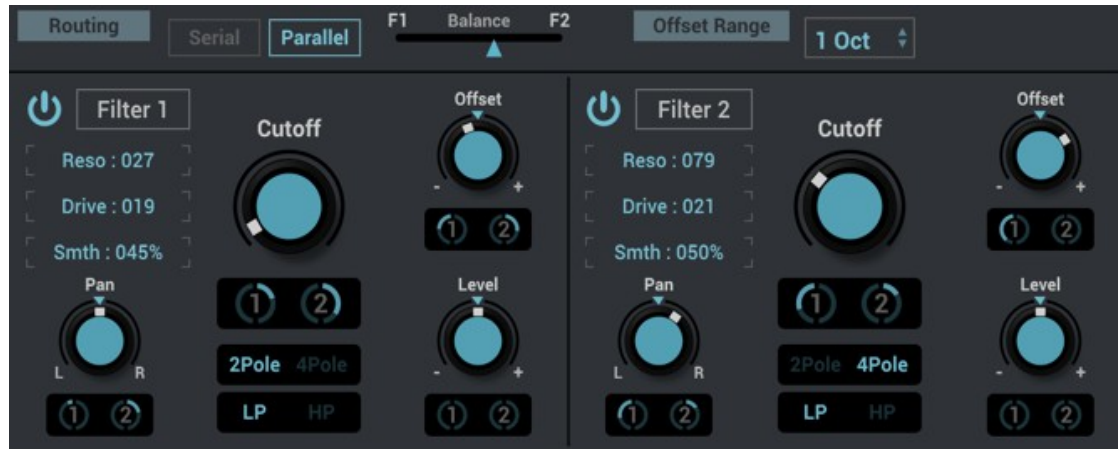 Routing
Serial
Parallel
F1 Balance F2
Offset Range
1 Oct
Filter 1
Cutoff
Offset
Reso : 027
Drive : 019
- +
Smth : 045%
1 2
Pan
Level
1 2
L R
2Pole 4Pole
- +
1 2
LP HP
1 2
Filter 2
Cutoff
Offset
Reso : 079
Drive : 021
- +
Smth : 050%
1 2
Pan
Level
1 2
L R
2Pole 4Pole
- +
1 2
LP HP
1 2